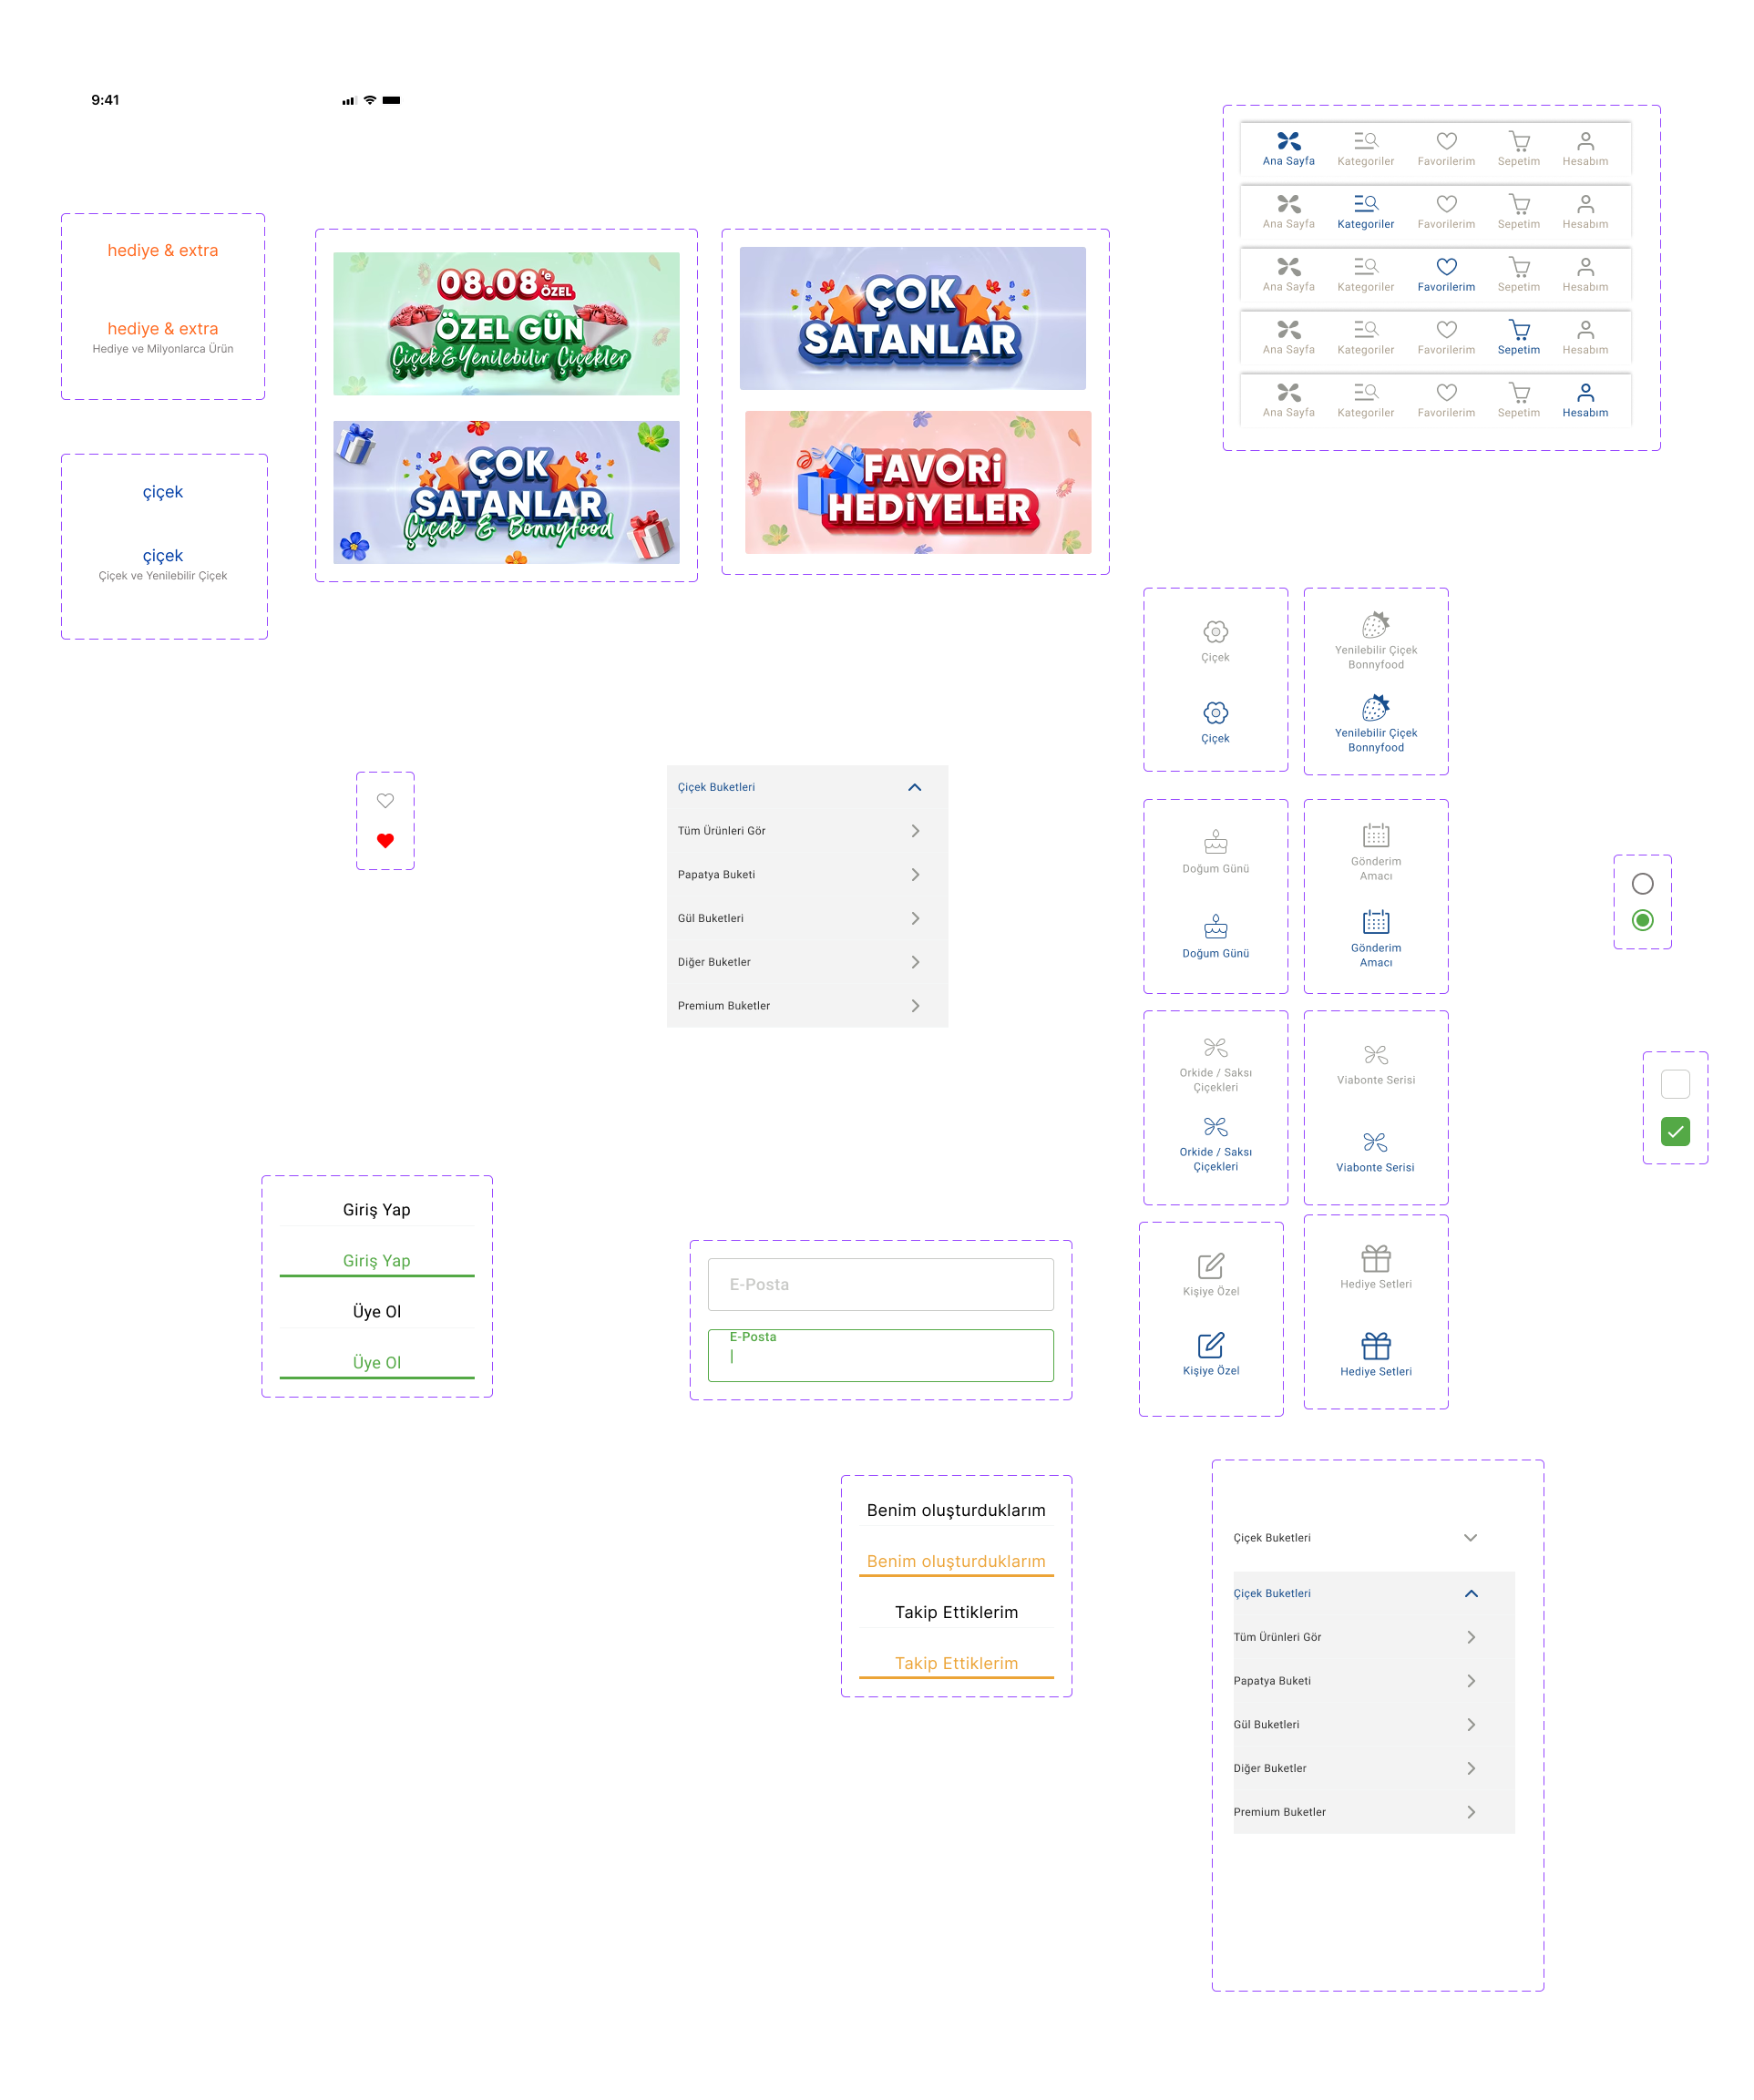 9:41
hediye & extra
hediye & extra
Hediye ve Milyonlarca Ürün
çiçek
çiçek
Çiçek ve Yenilebilir Çiçek
08.08'e ÖZEL
ÖZEL GÜN
Çiçek & Yenilebilir Çiçekler
ÇOK
SATANLAR
Çiçek & Bonnyfood
ÇOK
SATANLAR
FAVORİ
HEDİYELER
Ana Sayfa Kategoriler Favorilerim Sepetim Hesabım
Ana Sayfa Kategoriler Favorilerim Sepetim Hesabım
Ana Sayfa Kategoriler Favorilerim Sepetim Hesabım
Ana Sayfa Kategoriler Favorilerim Sepetim Hesabım
Ana Sayfa Kategoriler Favorilerim Sepetim Hesabım
Çiçek
Çiçek
Yenilebilir Çiçek
Bonnyfood
Yenilebilir Çiçek
Bonnyfood
Çiçek Buketleri
Tüm Ürünleri Gör
Papatya Buketi
Gül Buketleri
Diğer Buketler
Premium Buketler
Doğum Günü
Doğum Günü
Gönderim
Amacı
Gönderim
Amacı
Orkide / Saksı
Çiçekleri
Orkide / Saksı
Çiçekleri
Viabonte Serisi
Viabonte Serisi
Giriş Yap
Giriş Yap
Üye Ol
Üye Ol
E-Posta
E-Posta
Kişiye Özel
Kişiye Özel
Hediye Setleri
Hediye Setleri
Benim oluşturduklarım
Benim oluşturduklarım
Takip Ettiklerim
Takip Ettiklerim
Çiçek Buketleri
Çiçek Buketleri
Tüm Ürünleri Gör
Papatya Buketi
Gül Buketleri
Diğer Buketler
Premium Buketler